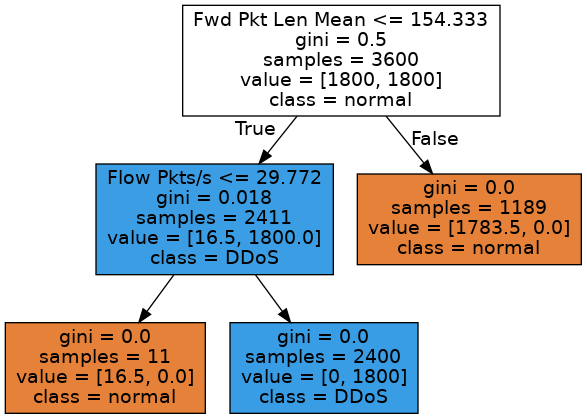 Fwd Pkt Len Mean <= 154.333
gini = 0.5
samples = 3600
value = [1800, 1800]
class = normal
True
False
Flow Pkts/s <= 29.772
gini = 0.018
samples = 2411
value = [16.5, 1800.0]
class = DDoS
gini = 0.0
samples = 1189
value = [1783.5, 0.0]
class = normal
gini = 0.0
samples = 11
value = [16.5, 0.0]
class = normal
gini = 0.0
samples = 2400
value = [0, 1800]
class = DDoS